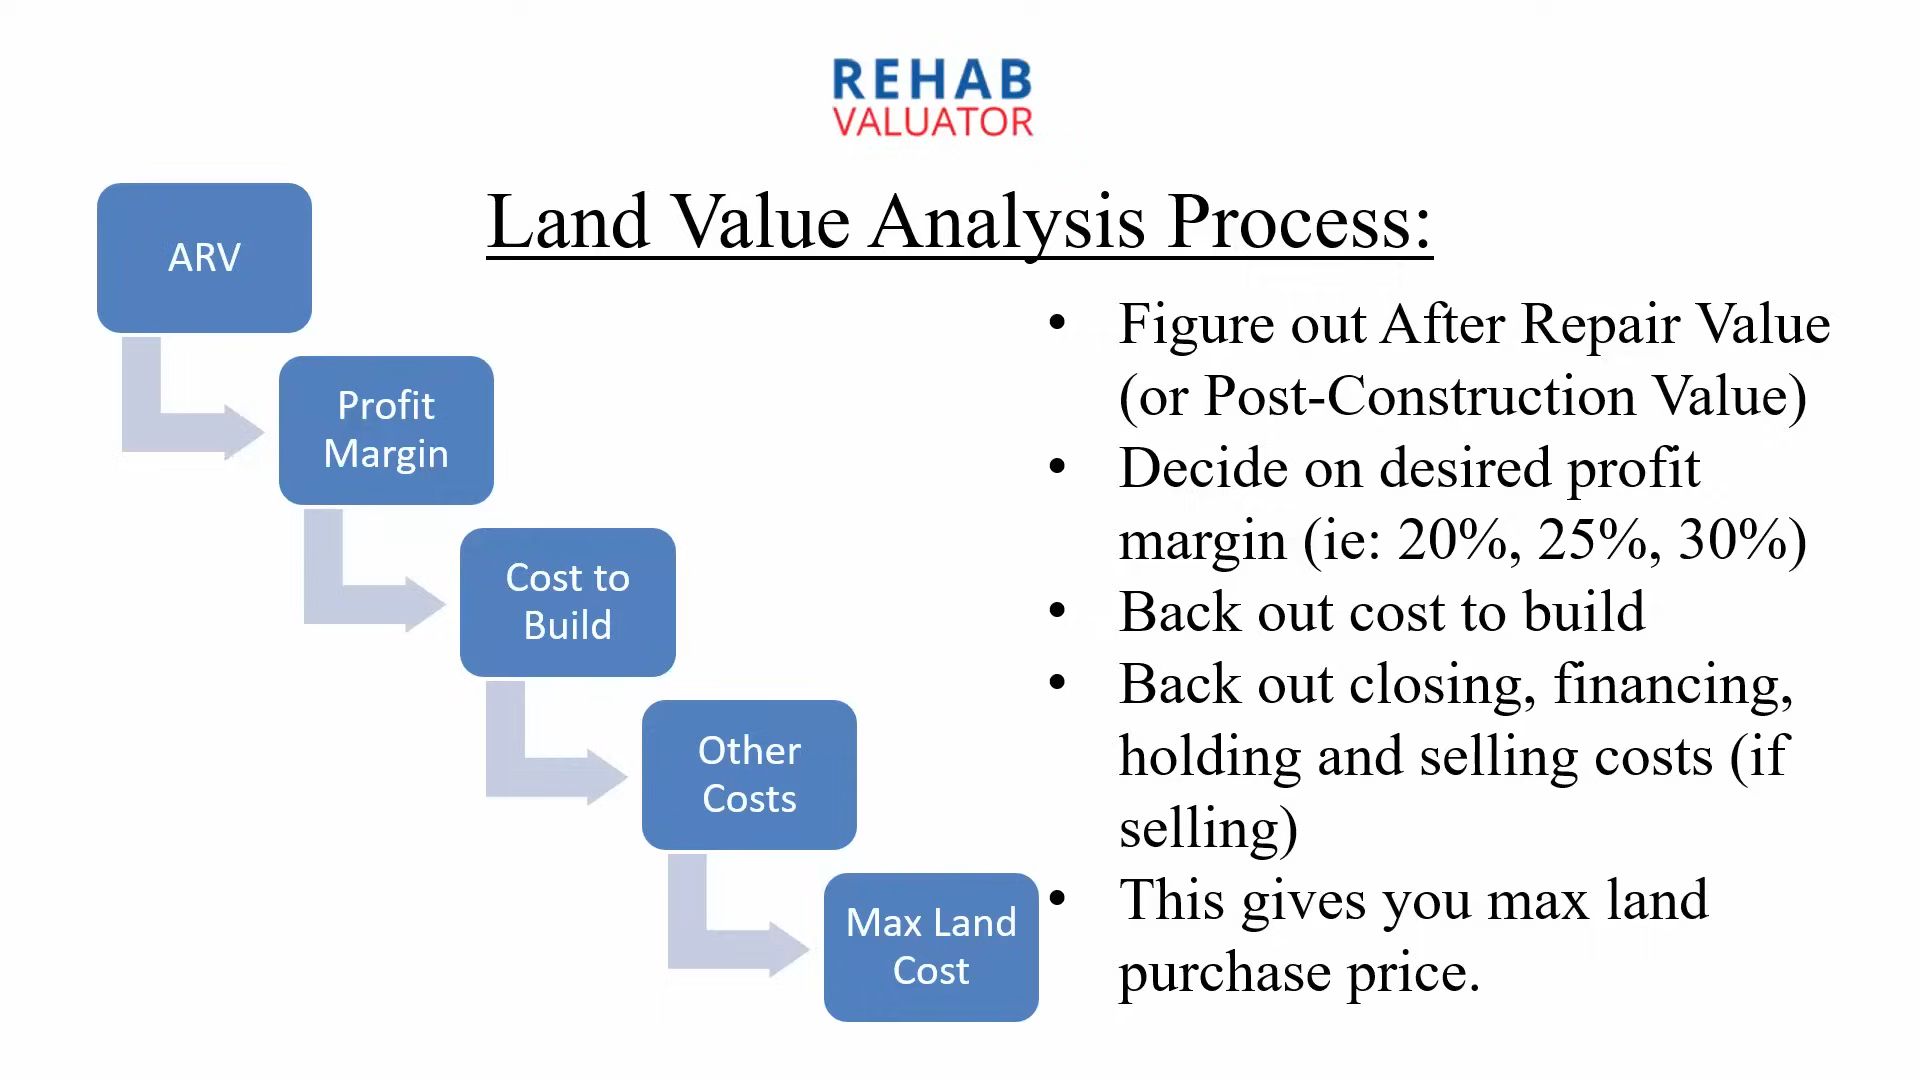 REHAB
VALUATOR
Land Value Analysis Process:
ARV
Profit
Margin
Cost to
Build
Other
Costs
Max Land
Cost
• Figure out After Repair Value
(or Post-Construction Value)
• Decide on desired profit
margin (ie: 20%, 25%, 30%)
• Back out cost to build
• Back out closing, financing,
holding and selling costs (if
selling)
• This gives you max land
purchase price.